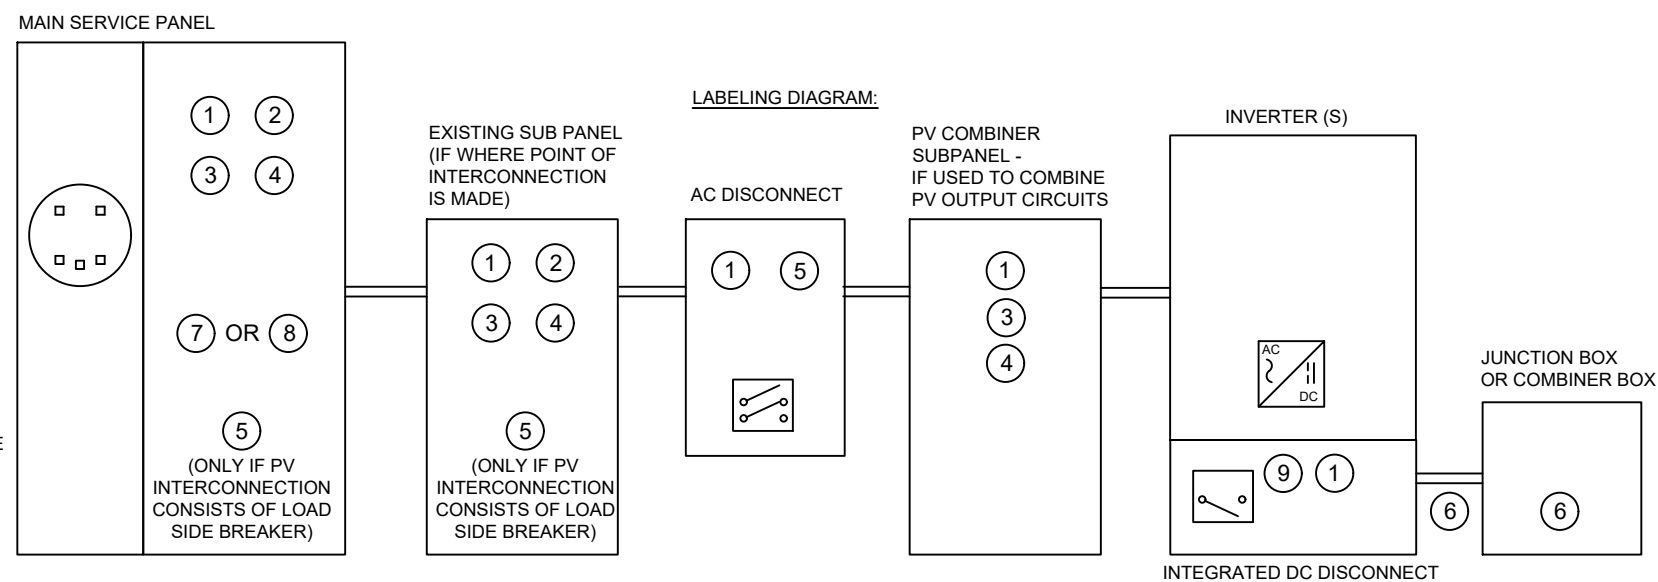 MAIN SERVICE PANEL
1 2
3 4
7 OR 8
5
(ONLY IF PV
INTERCONNECTION
CONSISTS OF LOAD
SIDE BREAKER)
E
EXISTING SUB PANEL
(IF WHERE POINT OF
INTERCONNECTION
IS MADE)
1 2
3 4
5
(ONLY IF PV
INTERCONNECTION
CONSISTS OF LOAD
SIDE BREAKER)
LABELING DIAGRAM:
AC DISCONNECT
1 5
PV COMBINER
SUBPANEL -
IF USED TO COMBINE
PV OUTPUT CIRCUITS
1
3
4
INVERTER (S)
AC
DC
9 1
INTEGRATED DC DISCONNECT
6
JUNCTION BOX
OR COMBINER BOX
6